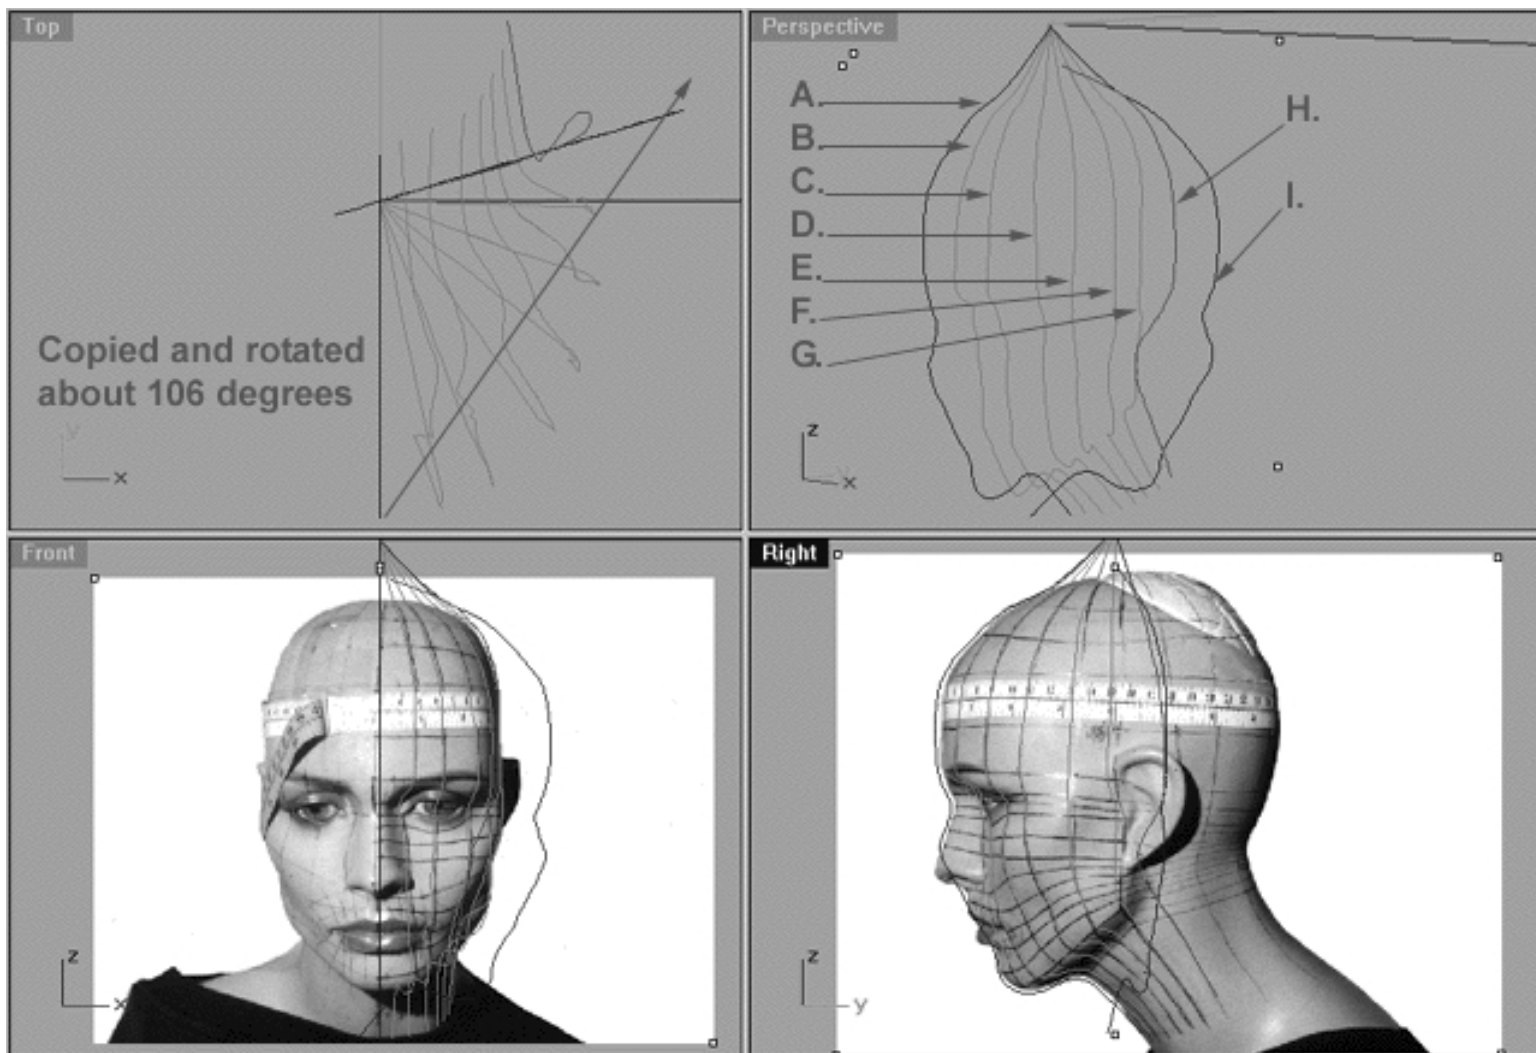 Top
Copied and rotated
about 106 degrees
y
x
Perspective
A.
B.
C.
D.
E.
F.
G.
H.
I.
z
x
Front
z
x
Right
z
y